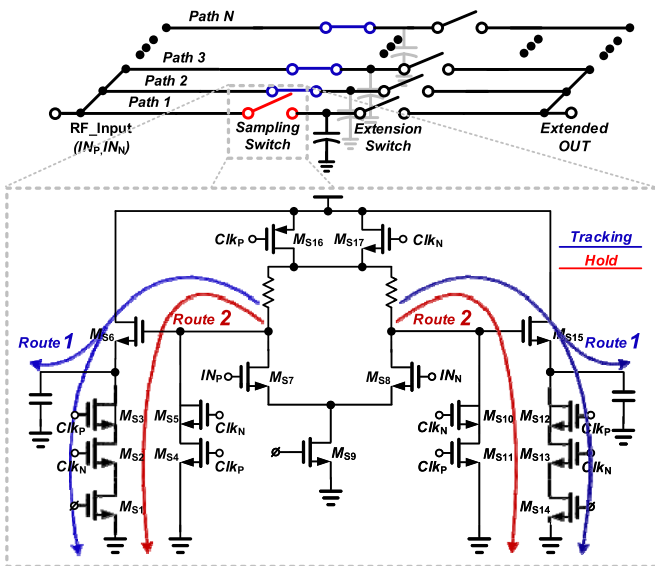 Path N
Path 3
Path 2
Path 1
RF_Input
(INP,INN)
Sampling
Switch
Extension
Switch
Extended
OUT
ClkP
MS16
MS17
ClkN
Tracking
Hold
Route 1
MS6
Route 2
Route 2
MS15
Route 1
INP
MS7
MS8
INN
MS3
ClkP
MS5
ClkN
MS10
ClkN
MS12
ClkP
MS2
ClkN
MS4
ClkP
MS9
MS11
ClkP
MS13
ClkN
MS1
MS14
ø
ø
ø